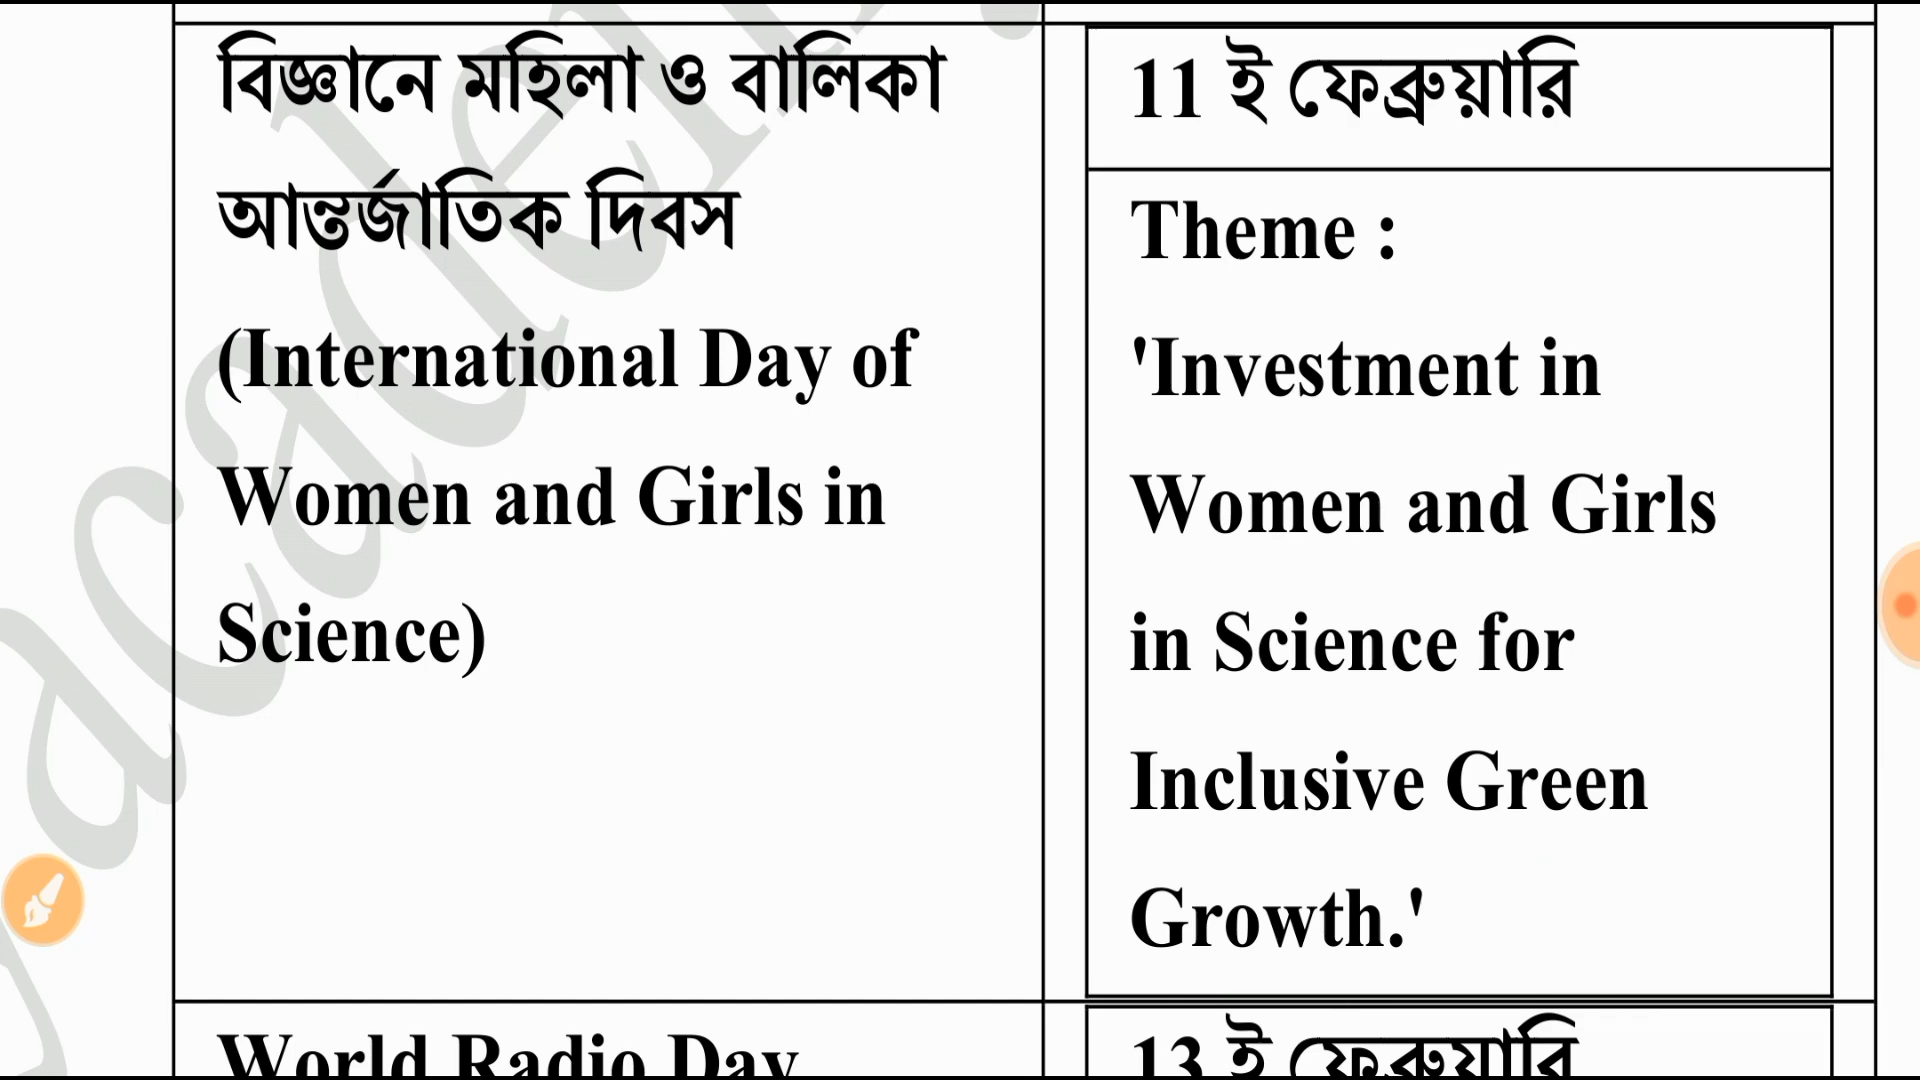 বিজ্ঞানে মহিলা ও বালিকা
আন্তর্জাতিক দিবস
(International Day of
Women and Girls in
Science)
11 ই ফেব্রুয়ারি
Theme :
'Investment in
Women and Girls
in Science for
Inclusive Green
Growth.'
World Radio Day
13 ই ফেব্রুয়ারি